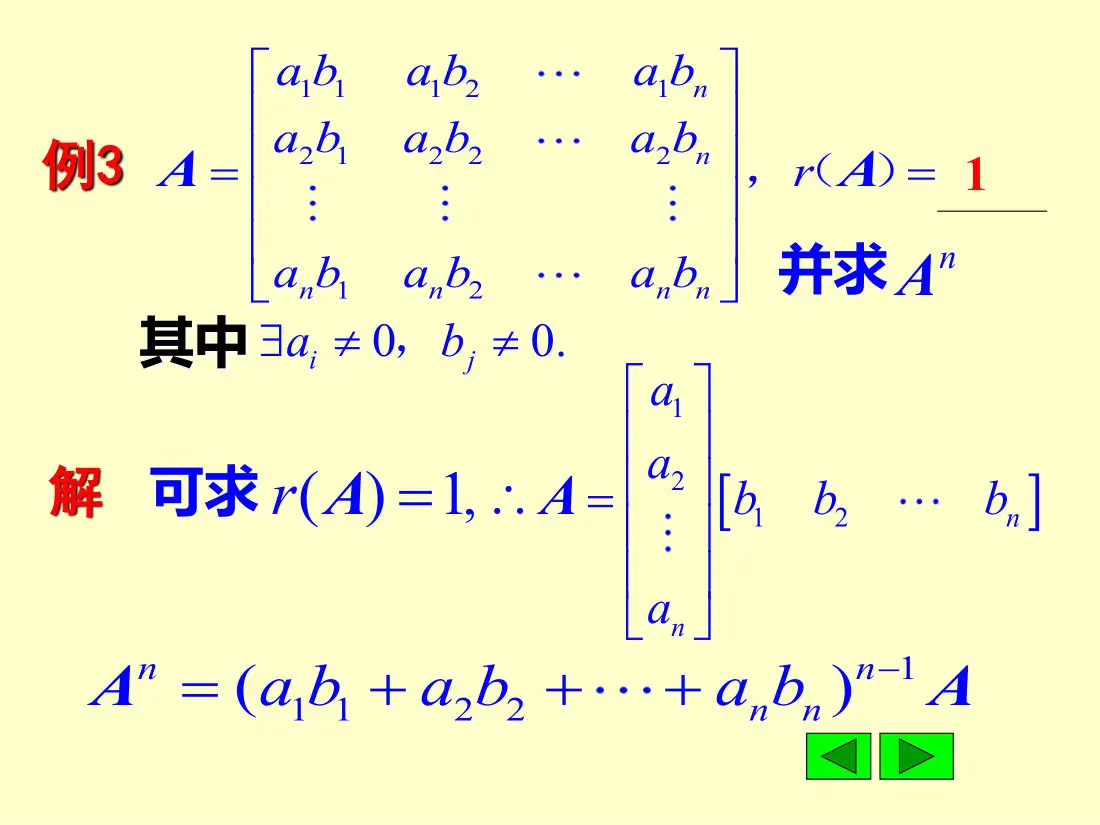 例3 A = [ a₁b₁ a₁b₂ ⋯ a₁bₙ
a₂b₁ a₂b₂ ⋯ a₂bₙ
⋮ ⋮ ⋮
aₙb₁ aₙb₂ ⋯ aₙbₙ ] ，r（A）= 1
并求 Aⁿ
其中 ∃aᵢ ≠ 0，bⱼ ≠ 0.
解 可求 r(A) = 1, ∴ A = [ a₁
a₂
⋮
aₙ ] [ b₁ b₂ ⋯ bₙ ]
Aⁿ = (a₁b₁ + a₂b₂ + ⋯ + aₙbₙ)ⁿ⁻¹ A